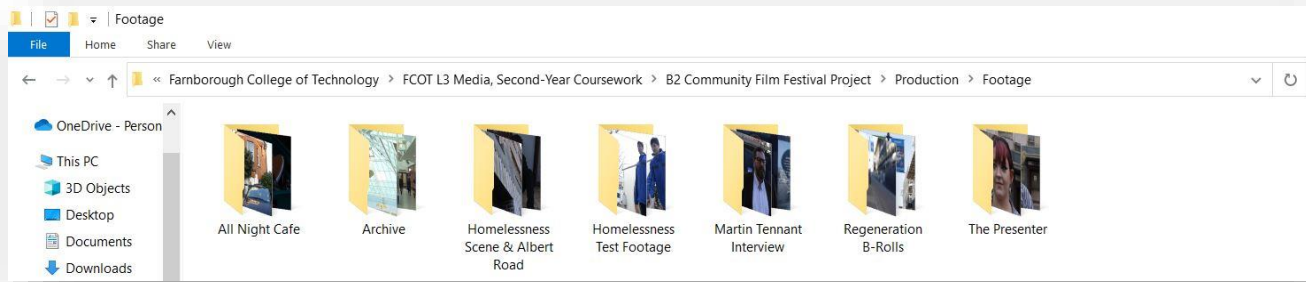 Footage
File Home Share View
« Farnborough College of Technology > FCOT L3 Media, Second-Year Coursework > B2 Community Film Festival Project > Production > Footage
OneDrive - Person
This PC
3D Objects
Desktop
Documents
Downloads
All Night Cafe
Archive
Homelessness
Scene & Albert
Road
Homelessness
Test Footage
Martin Tennant
Interview
Regeneration
B-Rolls
The Presenter